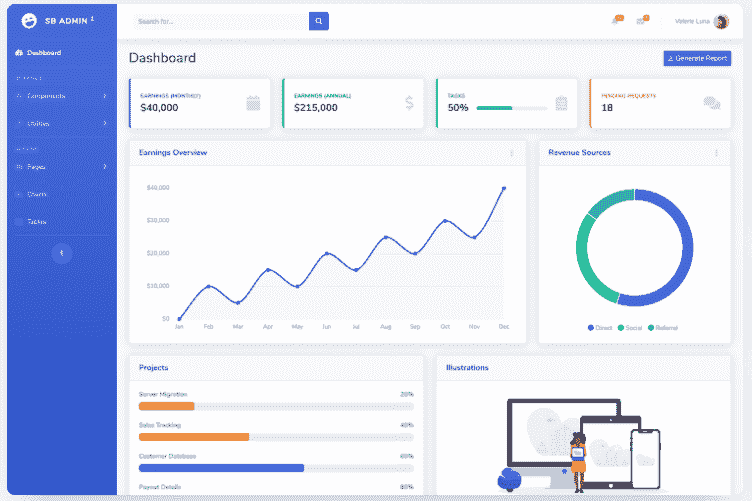 SB ADMIN 2
Search for...
Valerie Luna
Dashboard
Dashboard
Generate Report
EARNINGS (MONTHLY)
$40,000
EARNINGS (ANNUAL)
$215,000
TASKS
50%
PENDING REQUESTS
18
Components
Utilities
Pages
Charts
Tables
Earnings Overview
$40,000
$30,000
$20,000
$10,000
$0
Jan Feb Mar Apr May Jun Jul Aug Sep Oct Nov Dec
Revenue Sources
Direct Social Referral
Projects
Server Migration 20%
Sales Tracking 40%
Customer Database 60%
Payout Details 80%
Illustrations